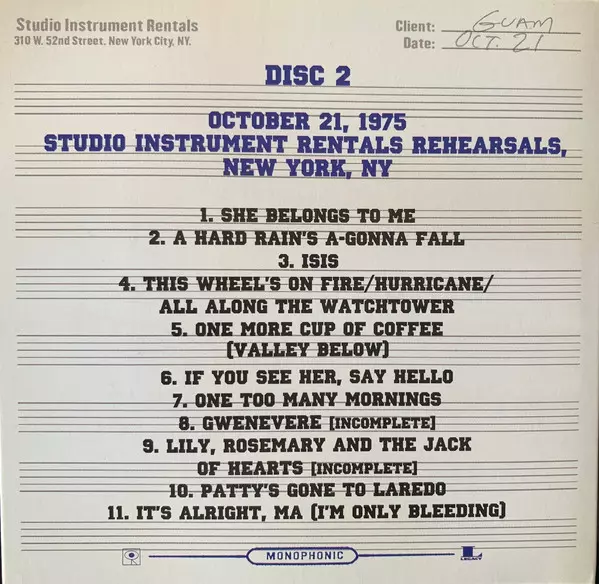 Studio Instrument Rentals
310 W. 52nd Street, New York City, NY.
Client: GUAM
Date: OCT. 21
DISC 2
OCTOBER 21, 1975
STUDIO INSTRUMENT RENTALS REHEARSALS,
NEW YORK, NY
1. SHE BELONGS TO ME
2. A HARD RAIN'S A-GONNA FALL
3. ISIS
4. THIS WHEEL'S ON FIRE/HURRICANE/
ALL ALONG THE WATCHTOWER
5. ONE MORE CUP OF COFFEE
(VALLEY BELOW)
6. IF YOU SEE HER, SAY HELLO
7. ONE TOO MANY MORNINGS
8. GWENEVERE [INCOMPLETE]
9. LILY, ROSEMARY AND THE JACK
OF HEARTS [INCOMPLETE]
10. PATTY'S GONE TO LAREDO
11. IT'S ALRIGHT, MA (I'M ONLY BLEEDING)
MONOPHONIC
LEGACY